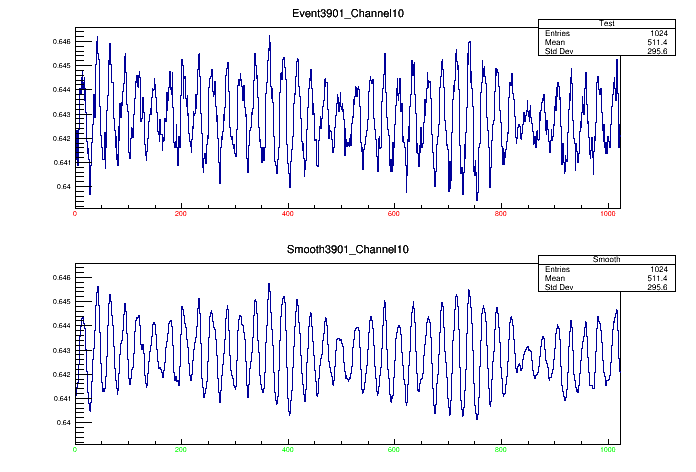 Event3901_Channel10
Test
Entries 1024
Mean 511.4
Std Dev 295.6
0.646
0.645
0.644
0.643
0.642
0.641
0.64
0 200 400 600 800 1000
Smooth3901_Channel10
Smooth
Entries 1024
Mean 511.4
Std Dev 295.6
0.646
0.645
0.644
0.643
0.642
0.641
0.64
0 200 400 600 800 1000